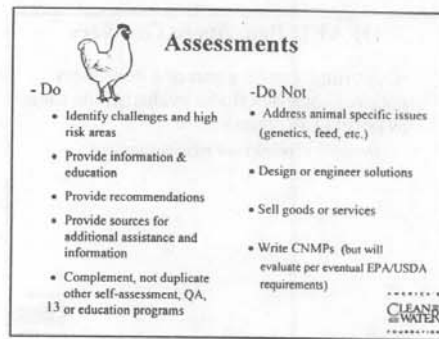 Assessments
- Do
• Identify challenges and high
risk areas
• Provide information &
education
• Provide recommendations
• Provide sources for
additional assistance and
information
• Complement, not duplicate
other self-assessment, QA,
or education programs
-Do Not
• Address animal specific issues
(genetics, feed, etc.)
• Design or engineer solutions
• Sell goods or services
• Write CNMPs (but will
evaluate per eventual EPA/USDA
requirements)
13
AMERICA'S
CLEAN
WATER
FOUNDATION